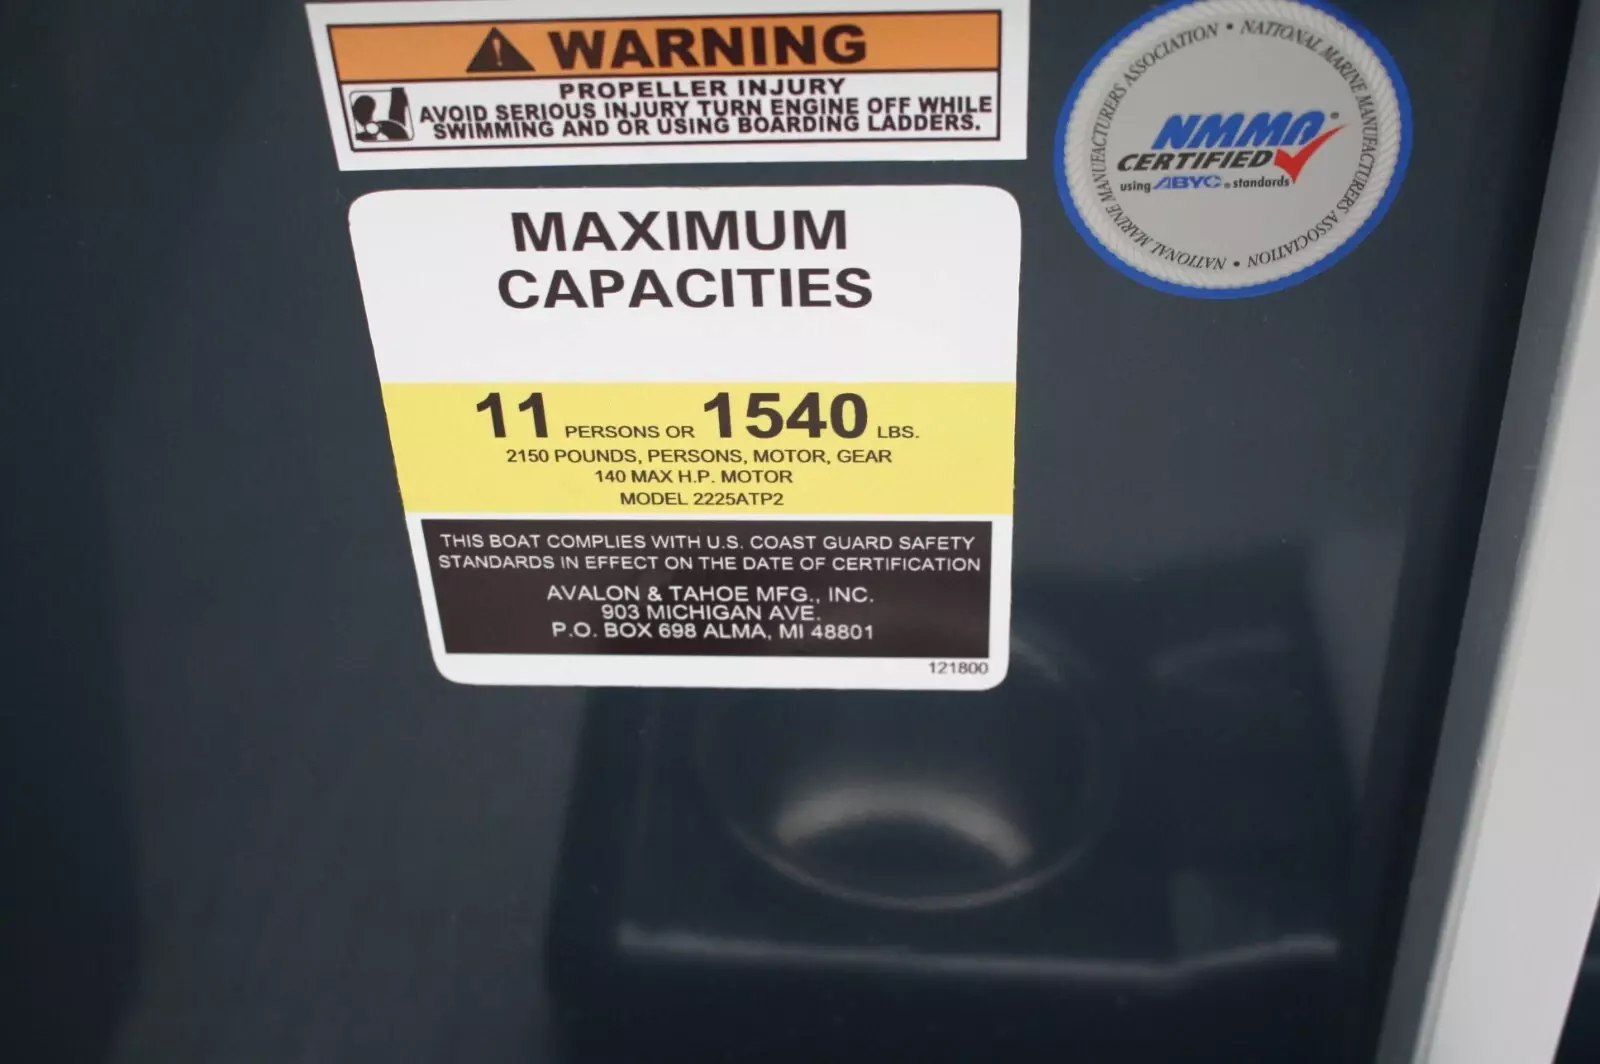 WARNING
PROPELLER INJURY
AVOID SERIOUS INJURY TURN ENGINE OFF WHILE
SWIMMING AND OR USING BOARDING LADDERS.
NATIONAL MARINE MANUFACTURERS ASSOCIATION • NATIONAL MARINE MANUFACTURERS ASSOCIATION •
NMMA®
CERTIFIED
using ABYC® standards
MAXIMUM
CAPACITIES
11 PERSONS OR 1540 LBS.
2150 POUNDS, PERSONS, MOTOR, GEAR
140 MAX H.P. MOTOR
MODEL 2225ATP2
THIS BOAT COMPLIES WITH U.S. COAST GUARD SAFETY
STANDARDS IN EFFECT ON THE DATE OF CERTIFICATION
AVALON & TAHOE MFG., INC.
903 MICHIGAN AVE.
P.O. BOX 698 ALMA, MI 48801
121800